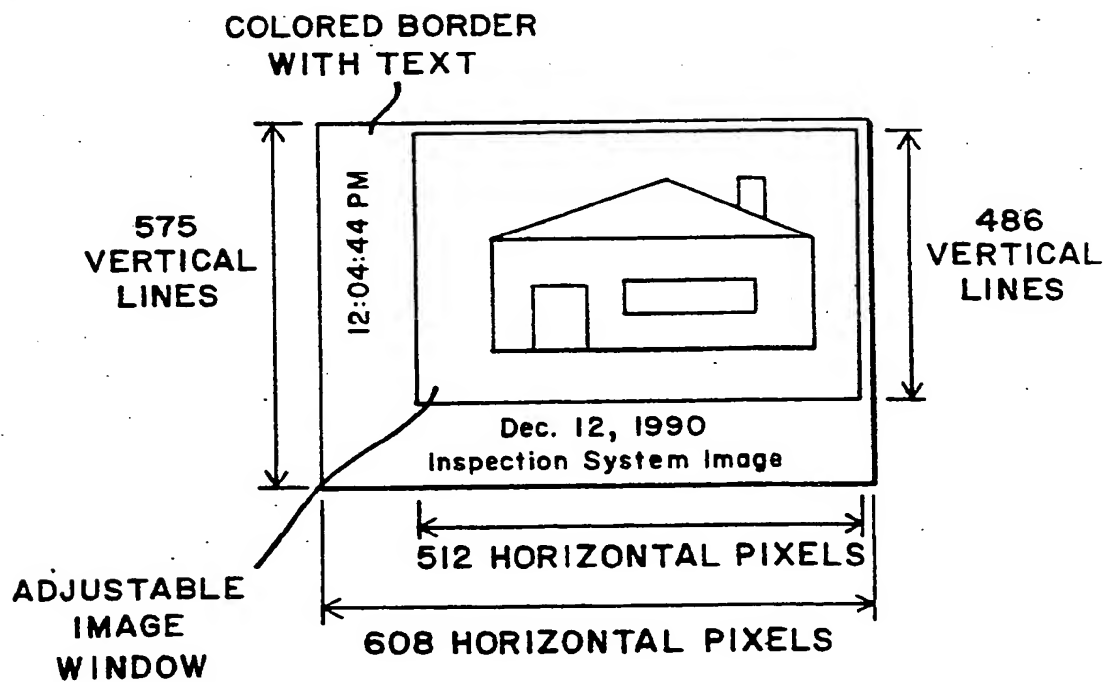 COLORED BORDER
WITH TEXT
575
VERTICAL
LINES
12:04:44 PM
486
VERTICAL
LINES
Dec. 12, 1990
Inspection System Image
512 HORIZONTAL PIXELS
608 HORIZONTAL PIXELS
ADJUSTABLE
IMAGE
WINDOW